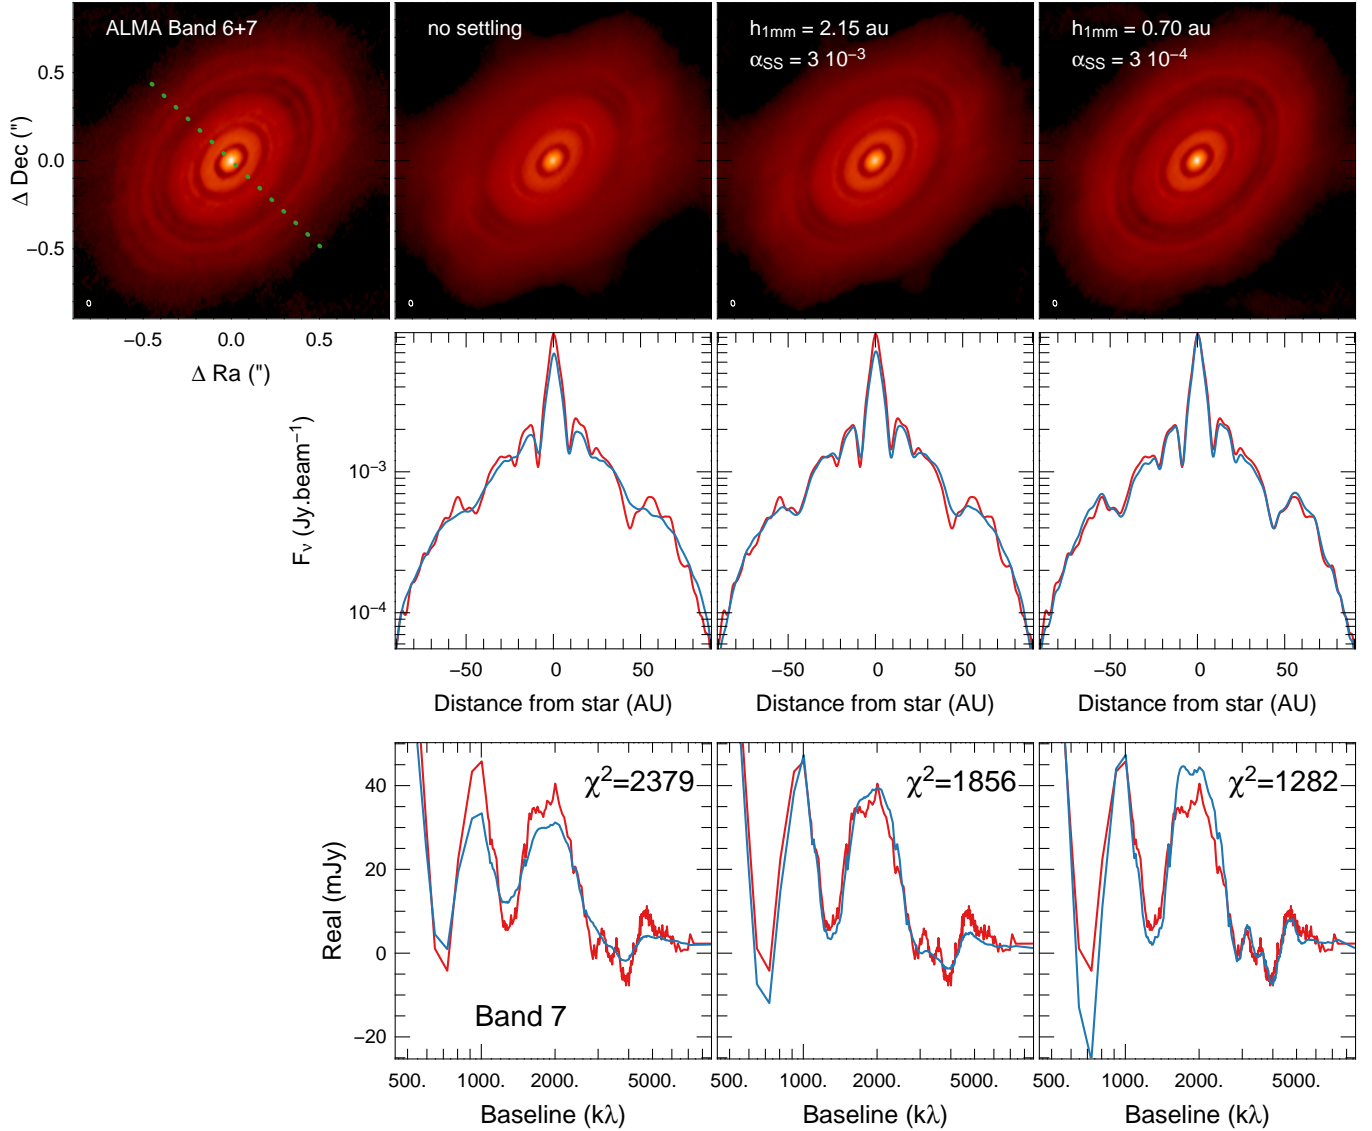 ALMA Band 6+7
no settling
h1mm = 2.15 au
αSS = 3 10−3
h1mm = 0.70 au
αSS = 3 10−4
0.5
0.0
−0.5
Δ Dec (")
−0.5 0.0 0.5
Δ Ra (")
10−3
10−4
Fν (Jy.beam−1)
−50 0 50
−50 0 50
−50 0 50
Distance from star (AU)
Distance from star (AU)
Distance from star (AU)
χ2=2379
χ2=1856
χ2=1282
40
20
0
−20
Real (mJy)
Band 7
500. 1000. 2000. 5000.
500. 1000. 2000. 5000.
500. 1000. 2000. 5000.
Baseline (kλ)
Baseline (kλ)
Baseline (kλ)